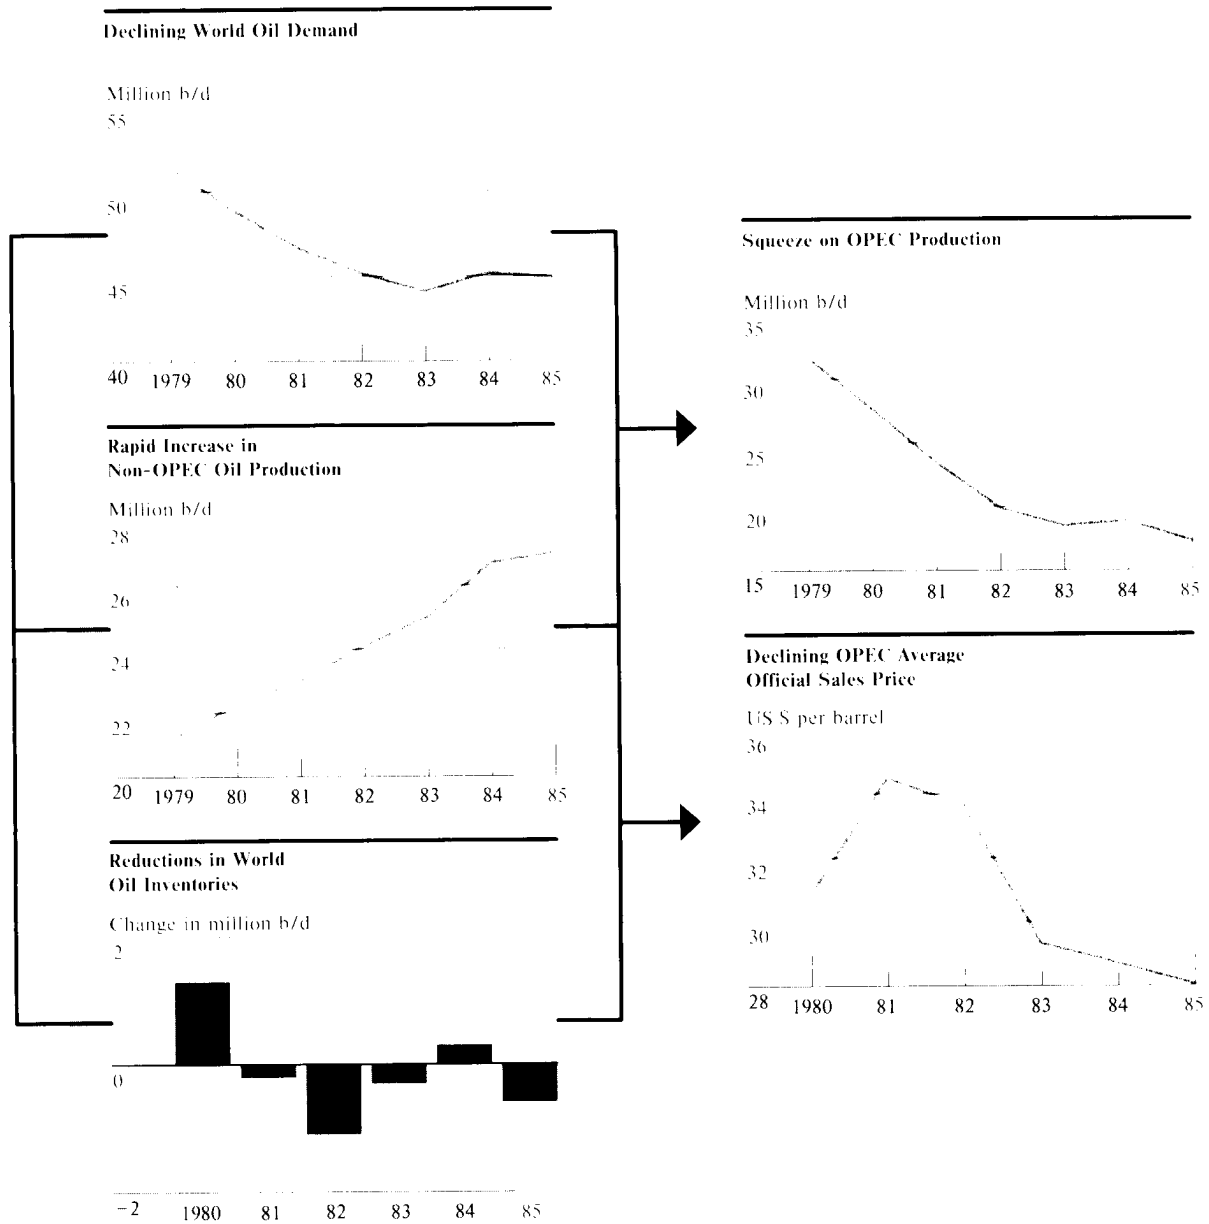 Declining World Oil Demand
Million b/d
55
50
45
40 1979 80 81 82 83 84 85
Rapid Increase in
Non-OPEC Oil Production
Million b/d
28
26
24
22
20 1979 80 81 82 83 84 85
Reductions in World
Oil Inventories
Change in million b/d
2
0
-2 1980 81 82 83 84 85
Squeeze on OPEC Production
Million b/d
35
30
25
20
15 1979 80 81 82 83 84 85
Declining OPEC Average
Official Sales Price
US $ per barrel
36
34
32
30
28 1980 81 82 83 84 85